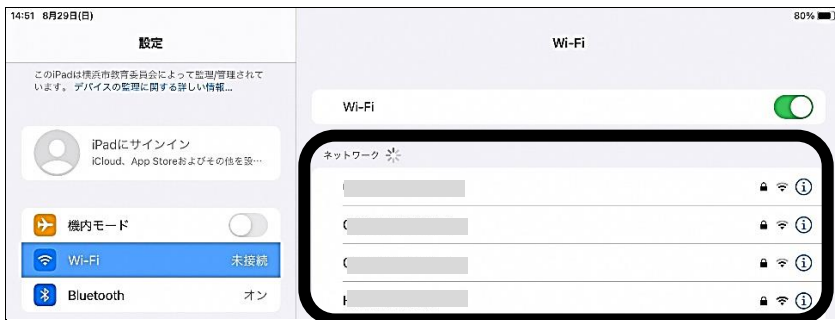 14:51 8月29日(日)
80%
設定
Wi-Fi
このiPadは横浜市教育委員会によって監理/管理されて
います。デバイスの監理に関する詳しい情報...
Wi-Fi
iPadにサインイン
iCloud、App Storeおよびその他を設…
ネットワーク
機内モード
Wi-Fi
未接続
Bluetooth
オン